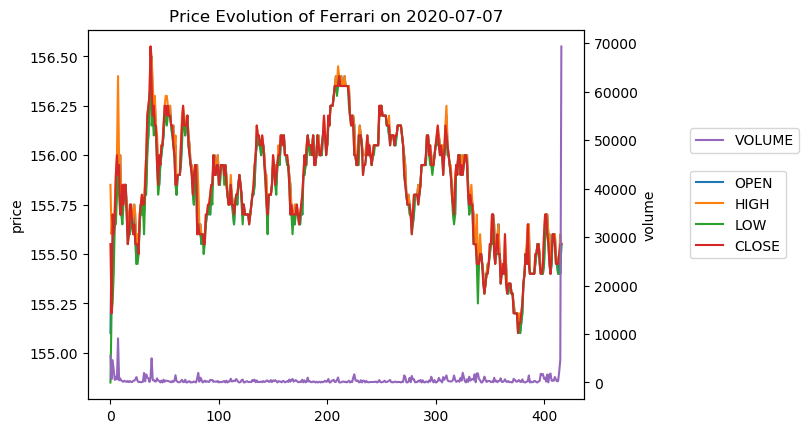 Price Evolution of Ferrari on 2020-07-07
156.50
156.25
156.00
155.75
155.50
155.25
155.00
price
0
100
200
300
400
70000
60000
50000
40000
30000
20000
10000
0
volume
VOLUME
OPEN
HIGH
LOW
CLOSE